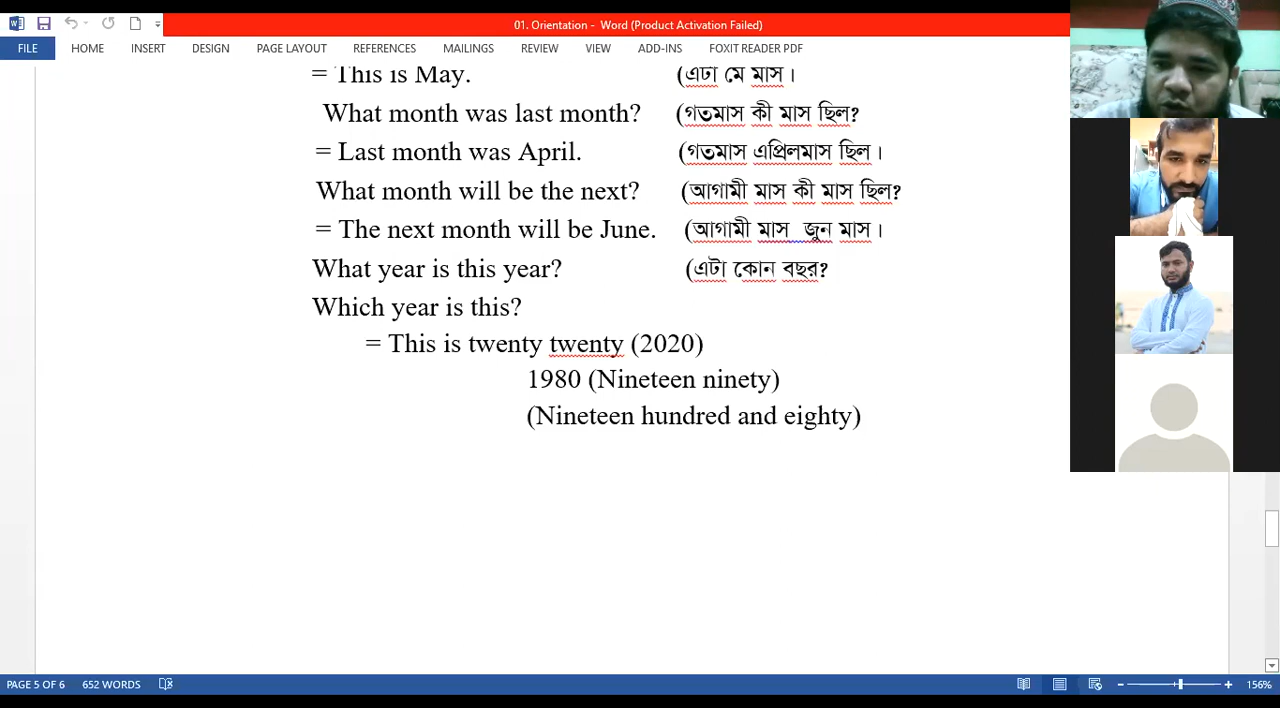 01. Orientation - Word (Product Activation Failed)
FILE HOME INSERT DESIGN PAGE LAYOUT REFERENCES MAILINGS REVIEW VIEW ADD-INS FOXIT READER PDF
= This is May. (এটা মে মাস।
What month was last month? (গতমাস কী মাস ছিল?
= Last month was April. (গতমাস এপ্রিলমাস ছিল।
What month will be the next? (আগামী মাস কী মাস ছিল?
= The next month will be June. (আগামী মাস জুন মাস।
What year is this year? (এটা কোন বছর?
Which year is this?
= This is twenty twenty (2020)
1980 (Nineteen ninety)
(Nineteen hundred and eighty)
PAGE 5 OF 6 652 WORDS 156%